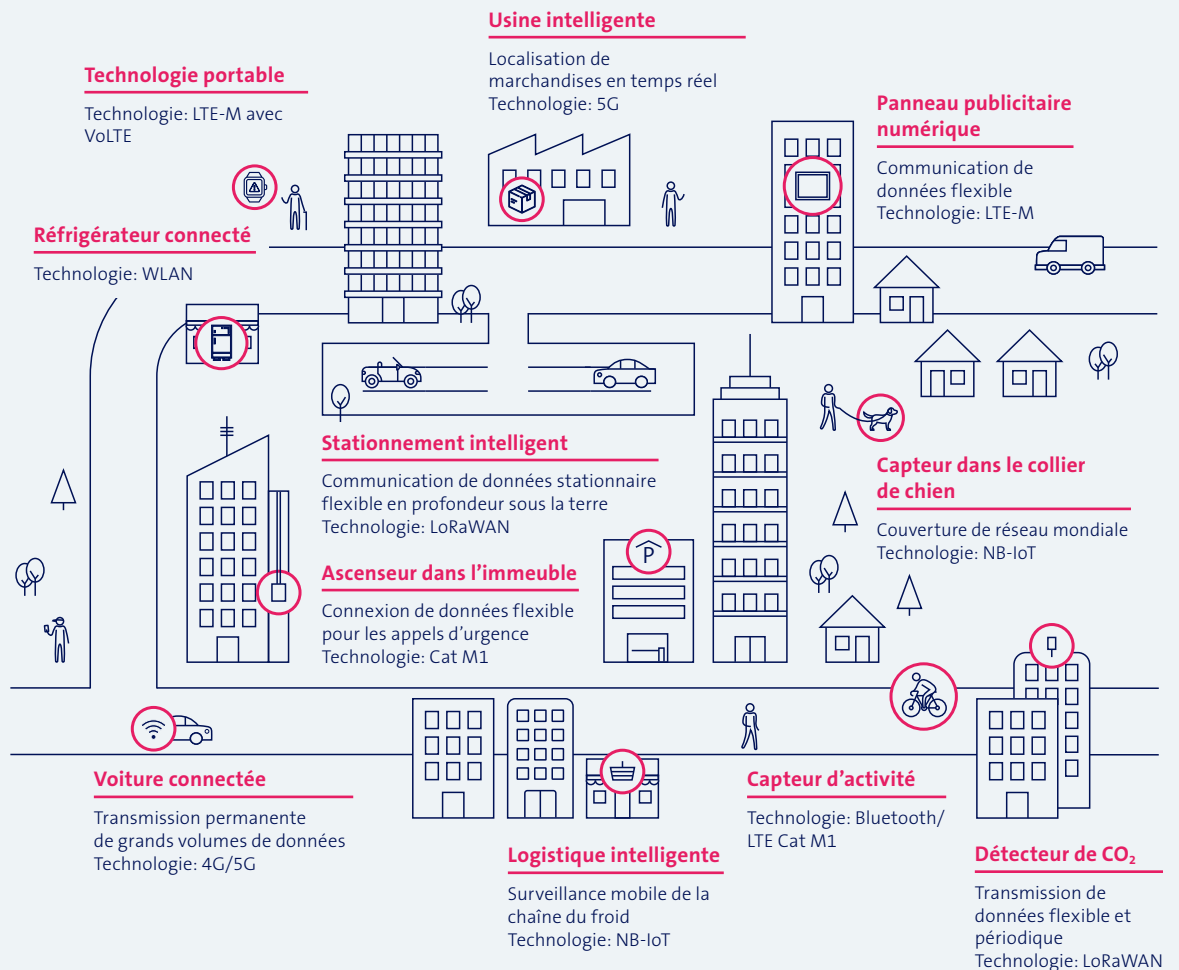 Usine intelligente
Localisation de
marchandises en temps réel
Technologie: 5G
Technologie portable
Technologie: LTE-M avec
VoLTE
Panneau publicitaire
numérique
Communication de
données flexible
Technologie: LTE-M
Réfrigérateur connecté
Technologie: WLAN
Stationnement intelligent
Communication de données stationnaire
flexible en profondeur sous la terre
Technologie: LoRaWAN
Capteur dans le collier
de chien
Couverture de réseau mondiale
Technologie: NB-IoT
P
Ascenseur dans l’immeuble
Connexion de données flexible
pour les appels d’urgence
Technologie: Cat M1
Voiture connectée
Transmission permanente
de grands volumes de données
Technologie: 4G/5G
Logistique intelligente
Surveillance mobile de la
chaîne du froid
Technologie: NB-IoT
Capteur d’activité
Technologie: Bluetooth/
LTE Cat M1
Détecteur de CO₂
Transmission de
données flexible et
périodique
Technologie: LoRaWAN